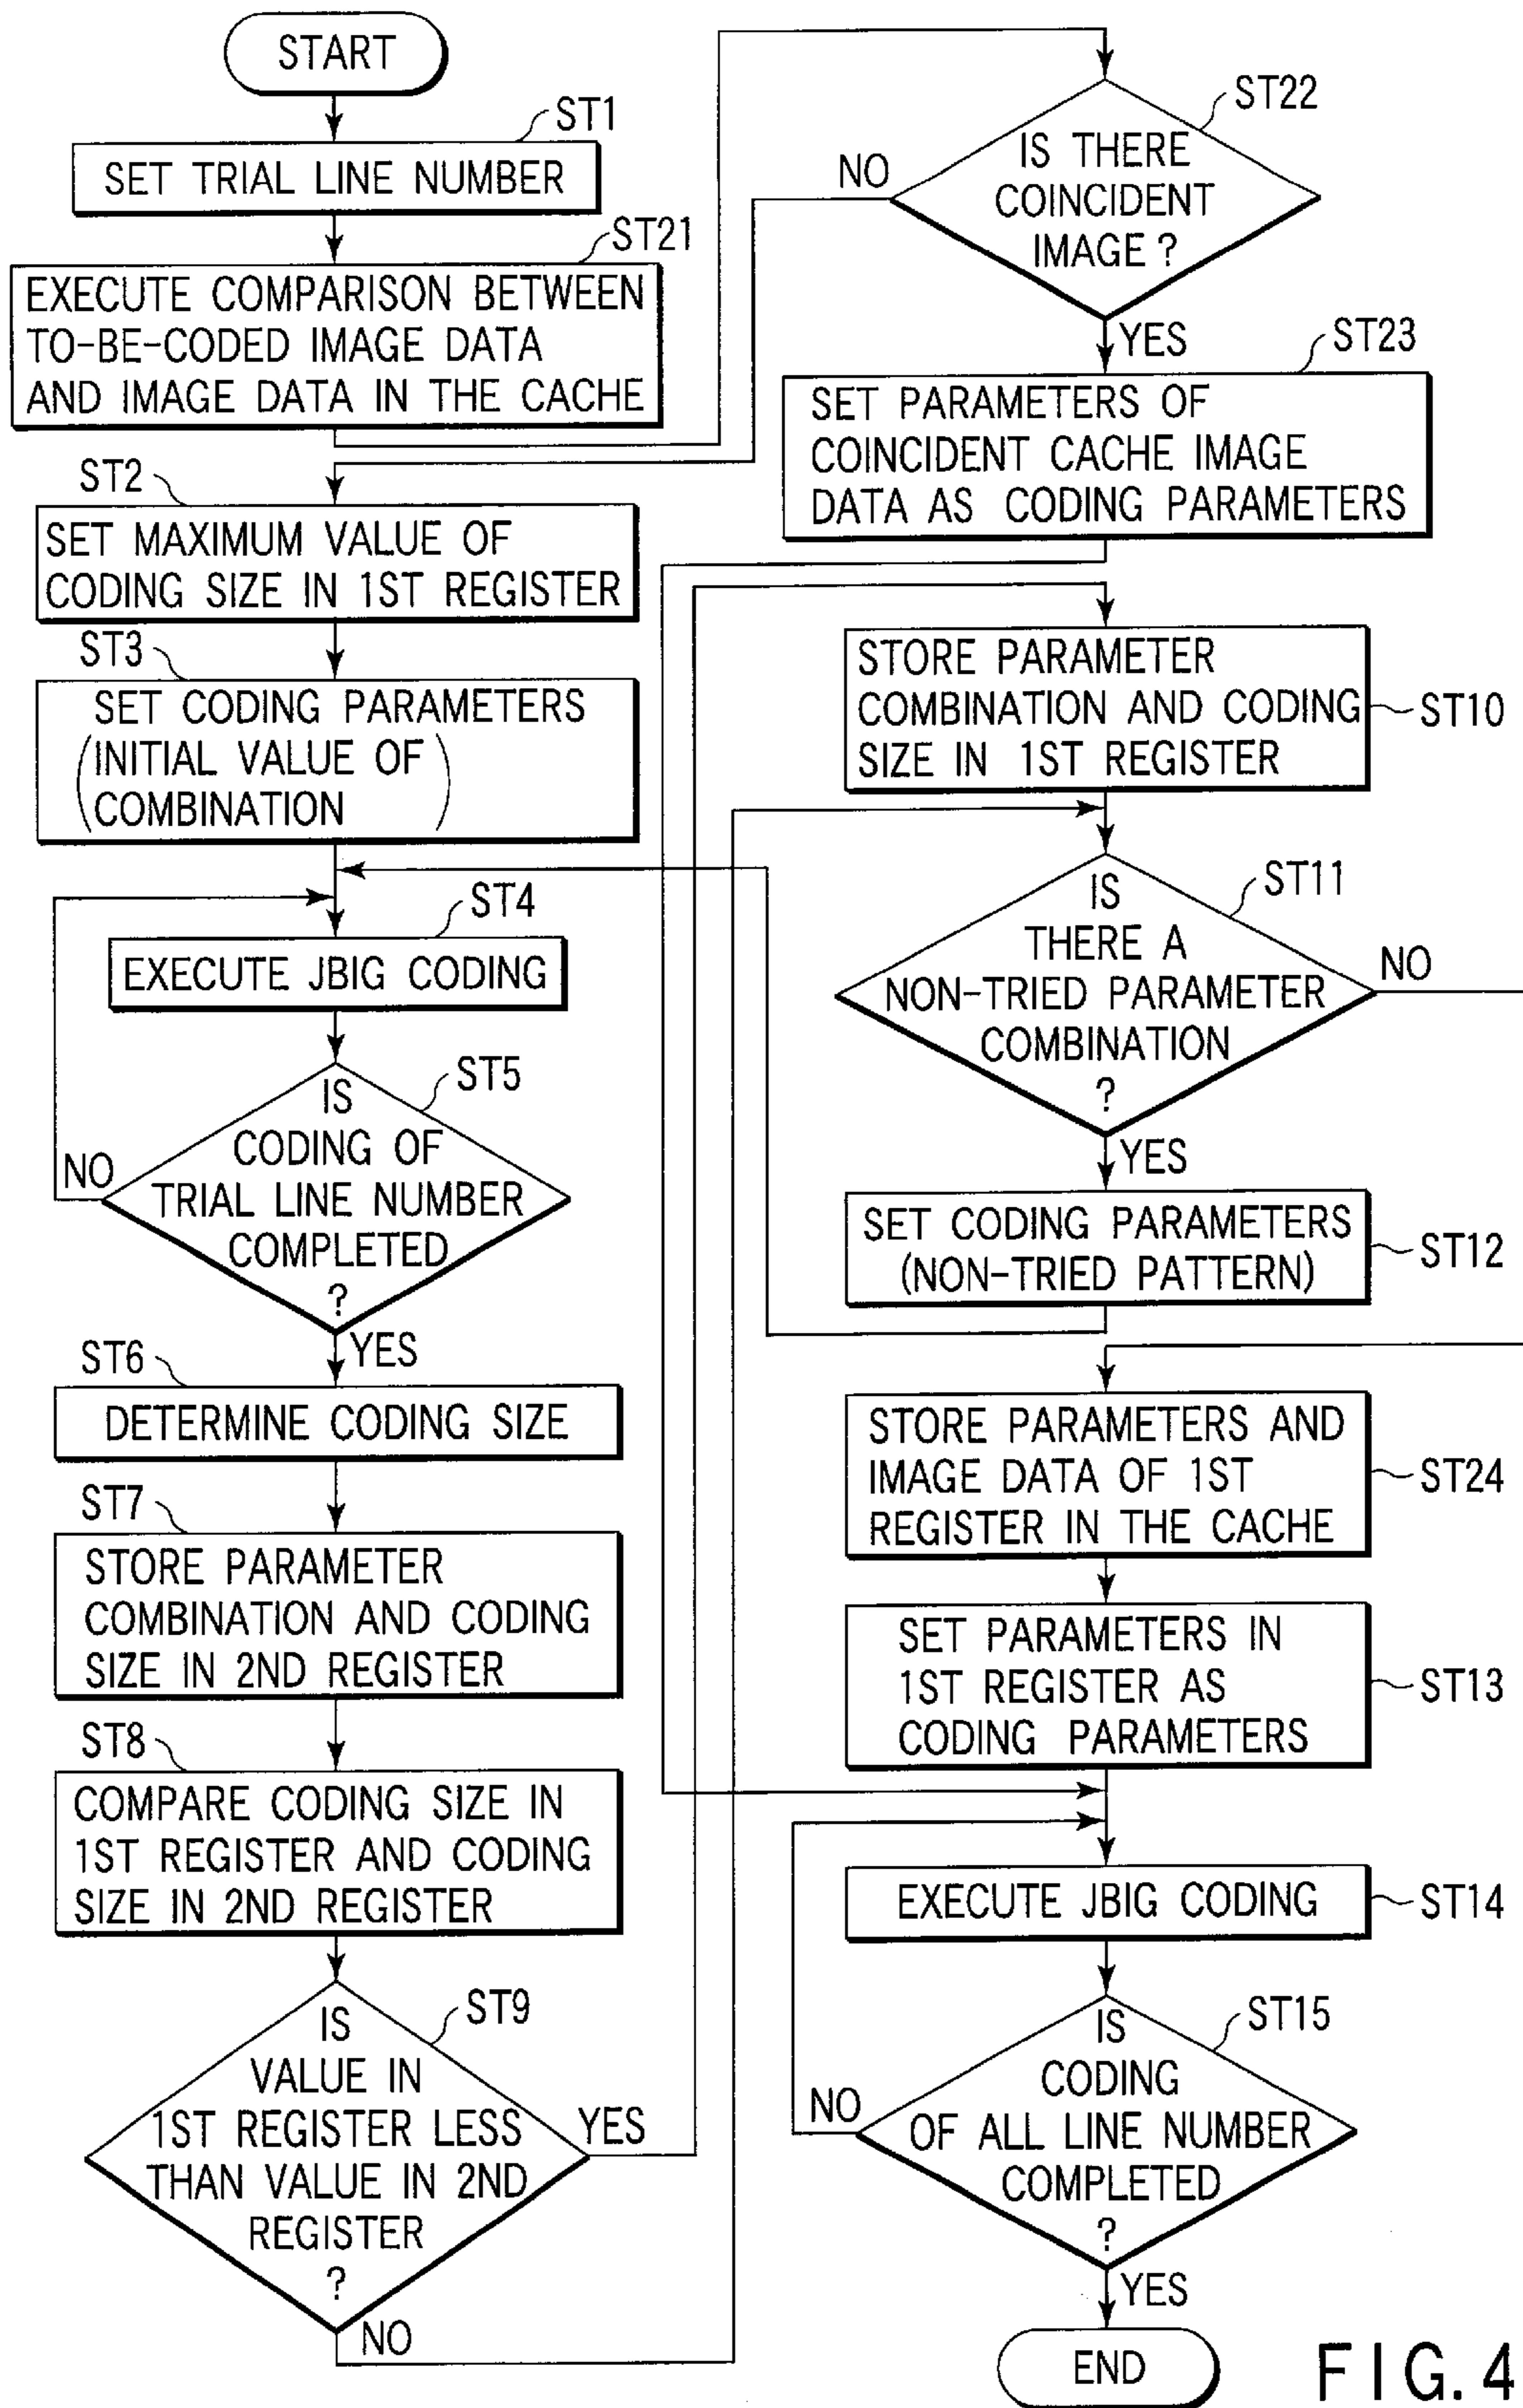 START
ST1
SET TRIAL LINE NUMBER
ST21
EXECUTE COMPARISON BETWEEN
TO-BE-CODED IMAGE DATA
AND IMAGE DATA IN THE CACHE
ST2
SET MAXIMUM VALUE OF
CODING SIZE IN 1ST REGISTER
ST3
SET CODING PARAMETERS
(INITIAL VALUE OF
COMBINATION)
ST4
EXECUTE JBIG CODING
ST5
IS
CODING OF
TRIAL LINE NUMBER
COMPLETED
?
NO
YES
ST6
DETERMINE CODING SIZE
ST7
STORE PARAMETER
COMBINATION AND CODING
SIZE IN 2ND REGISTER
ST8
COMPARE CODING SIZE IN
1ST REGISTER AND CODING
SIZE IN 2ND REGISTER
ST9
IS
VALUE IN
1ST REGISTER LESS
THAN VALUE IN 2ND
REGISTER
?
YES
NO
ST22
IS THERE
COINCIDENT
IMAGE ?
NO
YES
ST23
SET PARAMETERS OF
COINCIDENT CACHE IMAGE
DATA AS CODING PARAMETERS
STORE PARAMETER
COMBINATION AND CODING
SIZE IN 1ST REGISTER
ST10
ST11
IS
THERE A
NON-TRIED PARAMETER
COMBINATION
?
NO
YES
SET CODING PARAMETERS
(NON-TRIED PATTERN)
ST12
STORE PARAMETERS AND
IMAGE DATA OF 1ST
REGISTER IN THE CACHE
ST24
SET PARAMETERS IN
1ST REGISTER AS
CODING PARAMETERS
ST13
EXECUTE JBIG CODING
ST14
ST15
IS
CODING
OF ALL LINE NUMBER
COMPLETED
?
NO
YES
END
FIG. 4